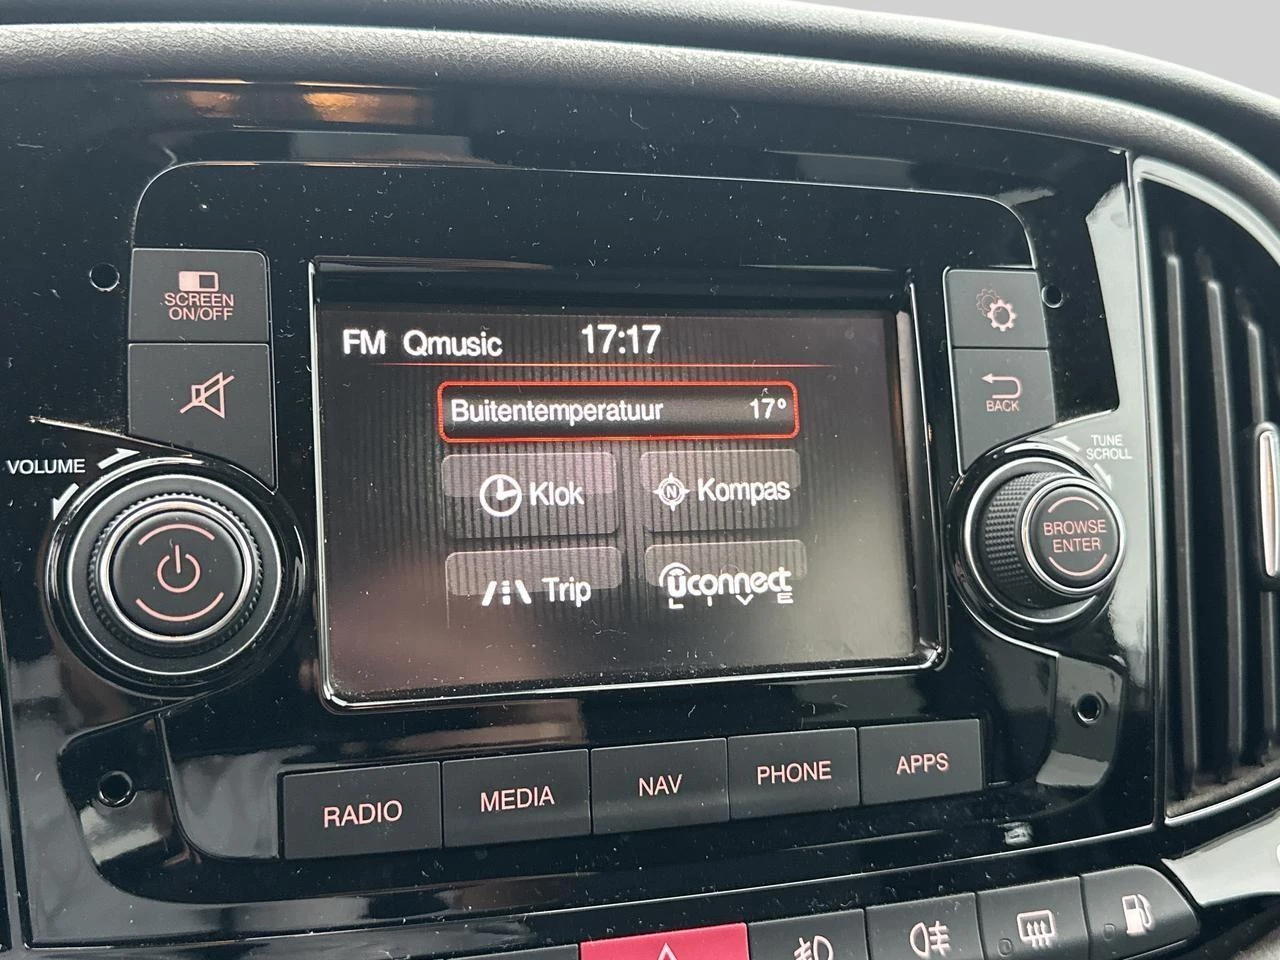 SCREEN
ON/OFF
VOLUME
FM Qmusic 17:17
Buitentemperatuur 17°
Klok
N Kompas
Trip
Uconnect
LIVE
BACK
TUNE
SCROLL
BROWSE
ENTER
RADIO
MEDIA
NAV
PHONE
APPS